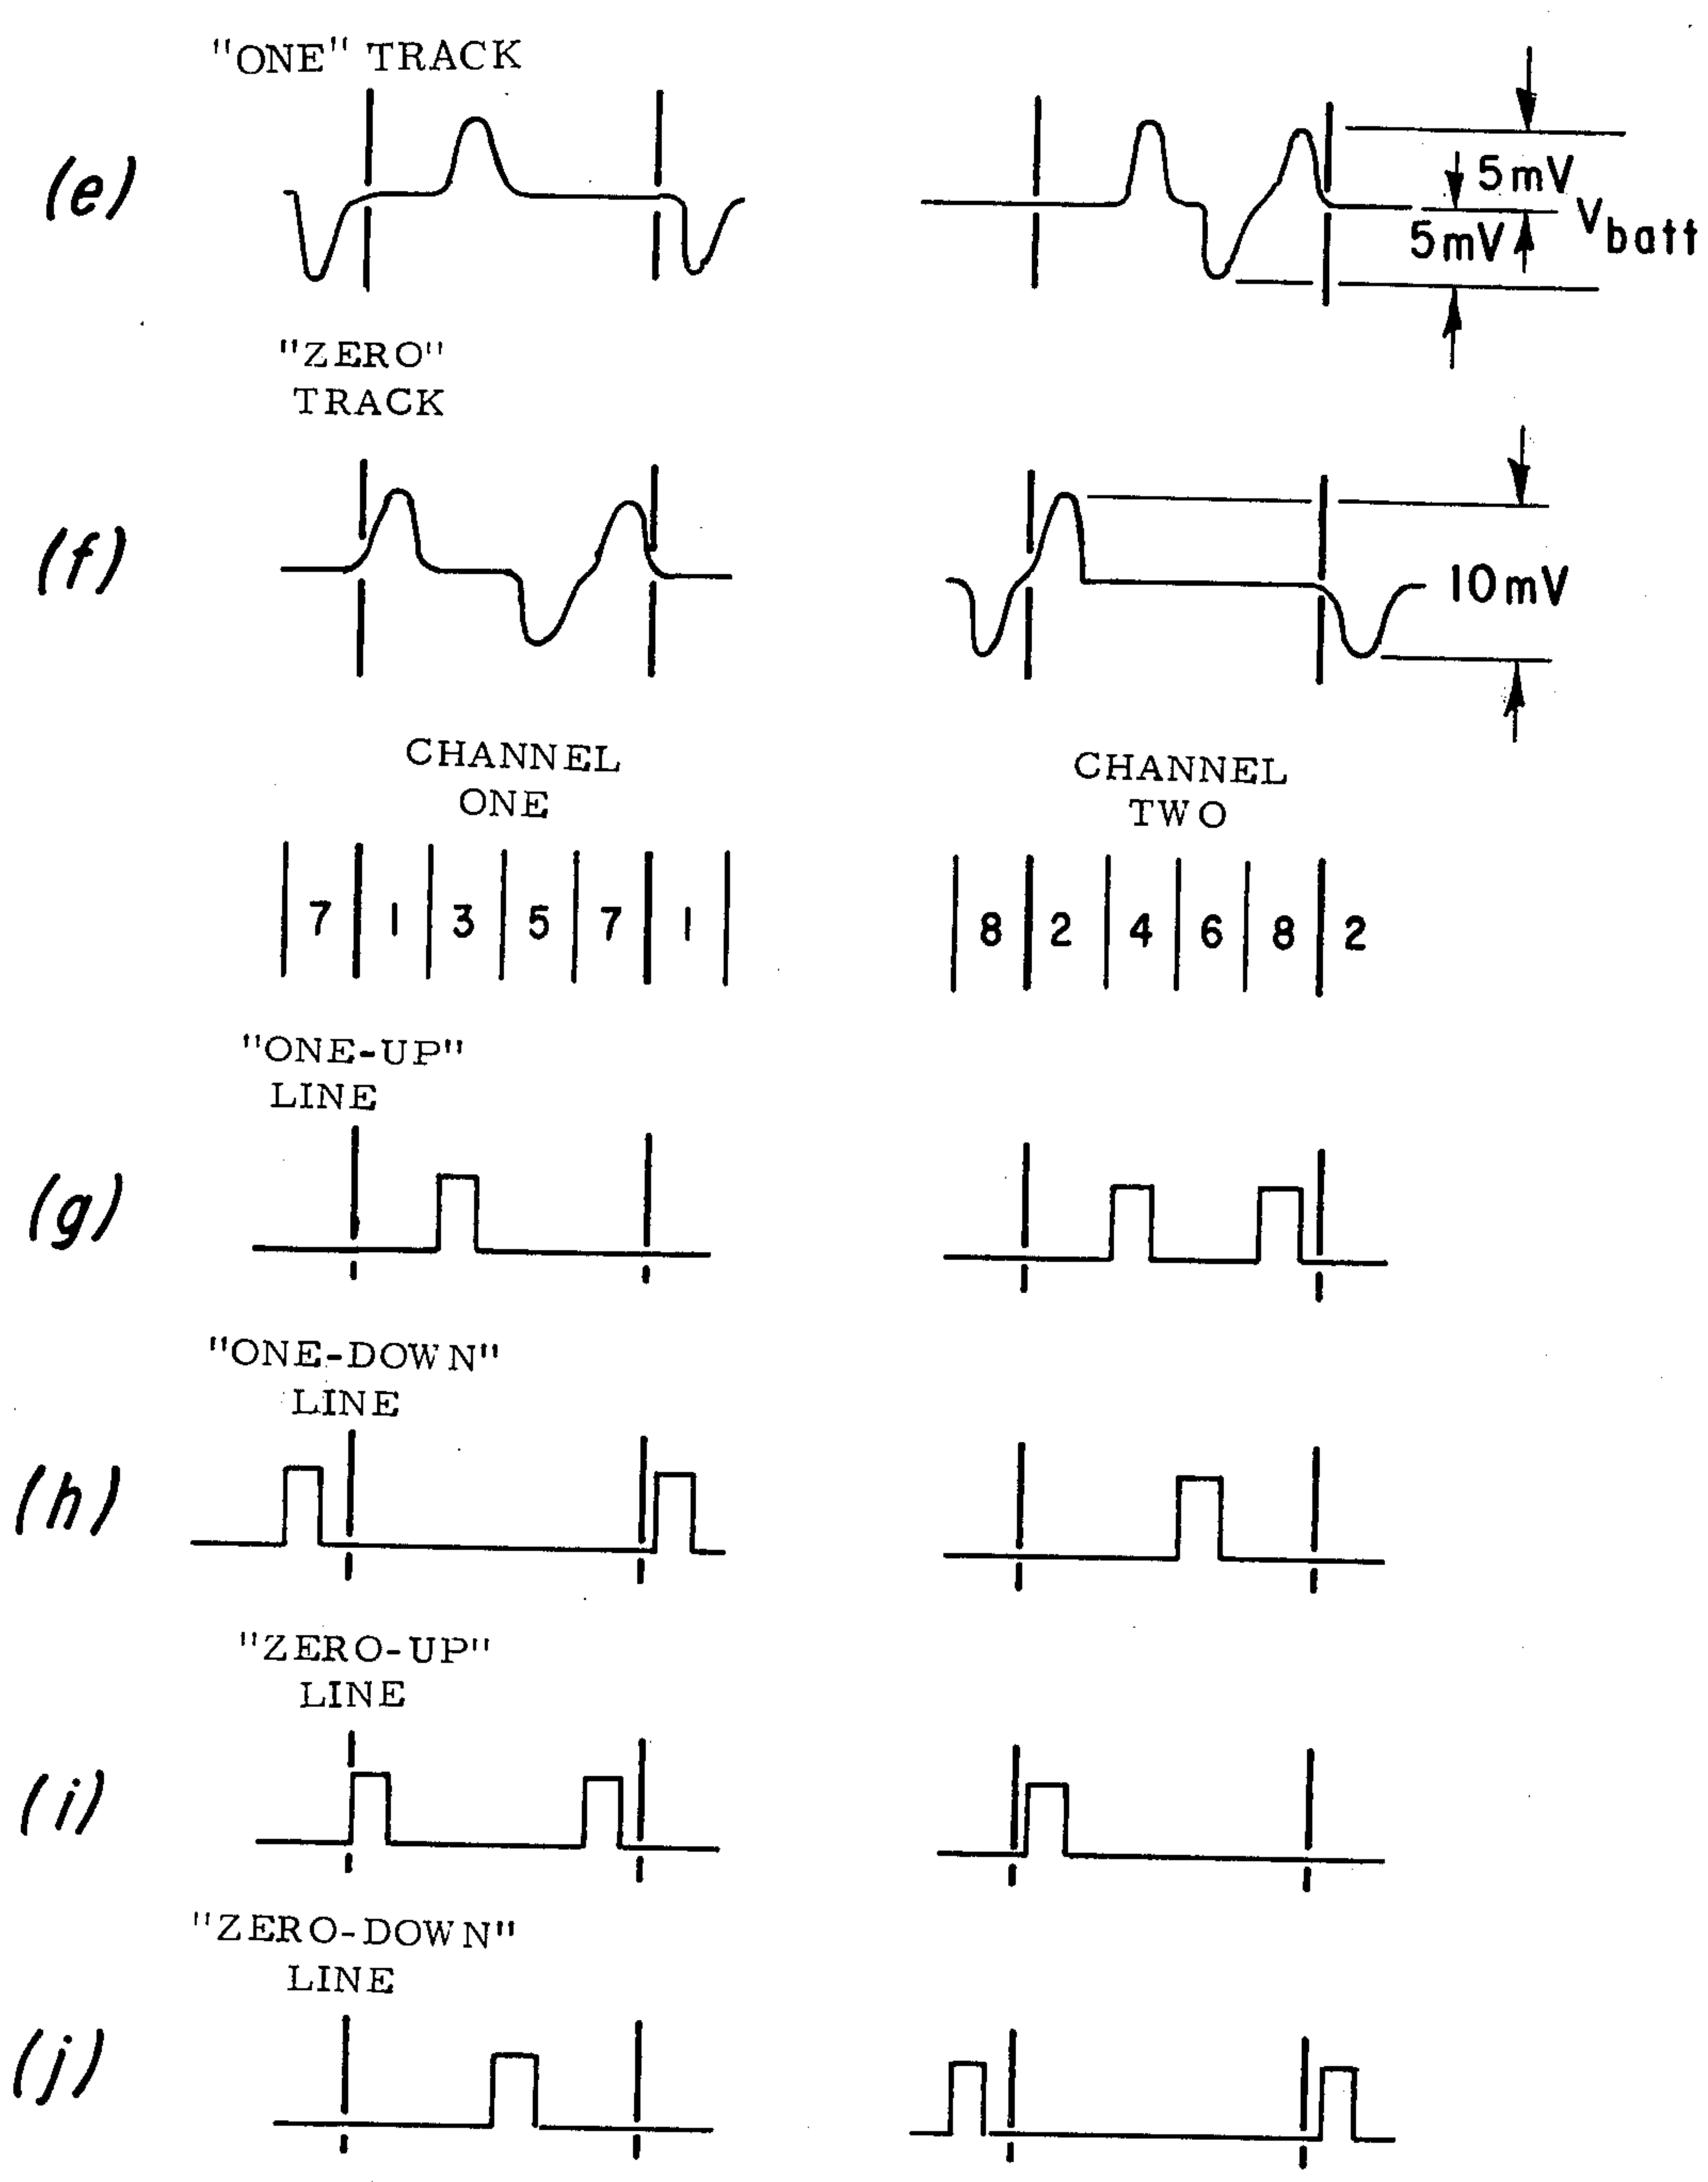 "ONE" TRACK
(e)
5mV
V batt
5mV
"ZERO"
TRACK
(f)
10mV
CHANNEL
ONE
CHANNEL
TWO
7 1 3 5 7 1
8 2 4 6 8 2
"ONE-UP"
LINE
(g)
"ONE-DOWN"
LINE
(h)
"ZERO-UP"
LINE
(i)
"ZERO-DOWN"
LINE
(j)